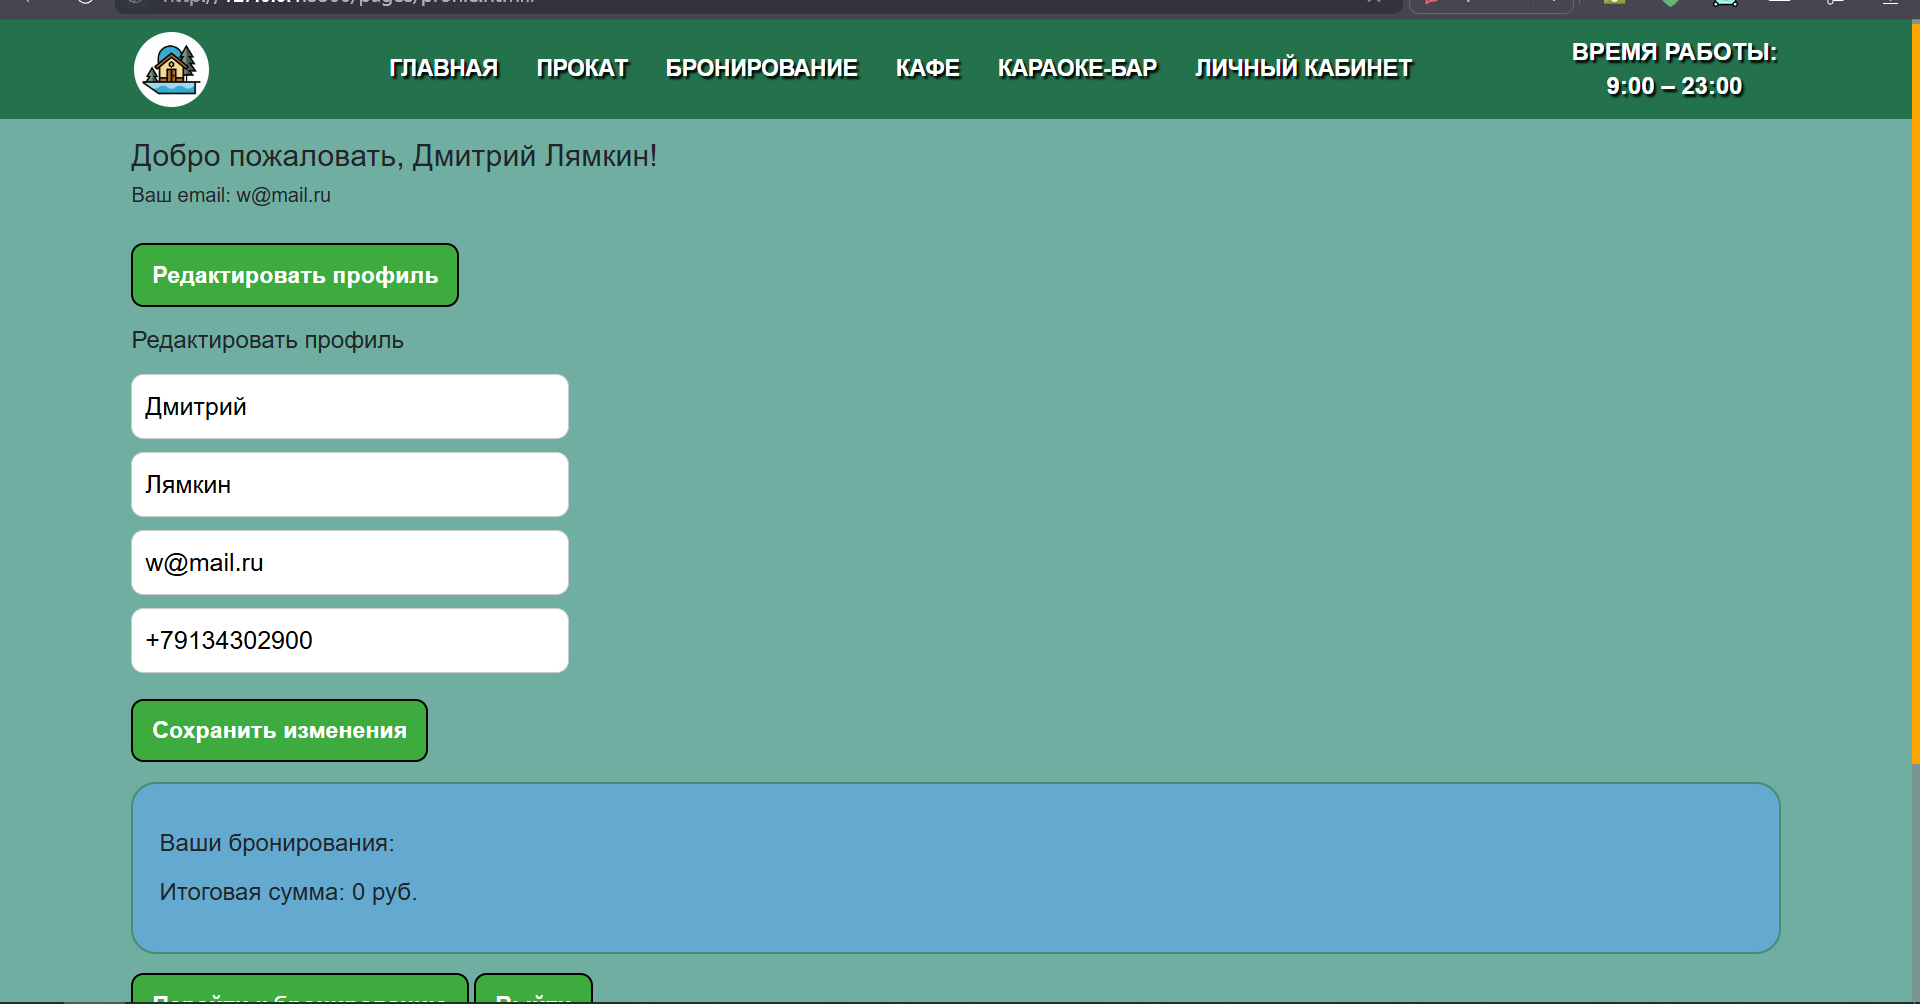 ГЛАВНАЯ ПРОКАТ БРОНИРОВАНИЕ КАФЕ КАРАОКЕ-БАР ЛИЧНЫЙ КАБИНЕТ
ВРЕМЯ РАБОТЫ:
9:00 – 23:00
Добро пожаловать, Дмитрий Лямкин!
Ваш email: w@mail.ru
Редактировать профиль
Редактировать профиль
Дмитрий
Лямкин
w@mail.ru
+79134302900
Сохранить изменения
Ваши бронирования:
Итоговая сумма: 0 руб.
Выйти